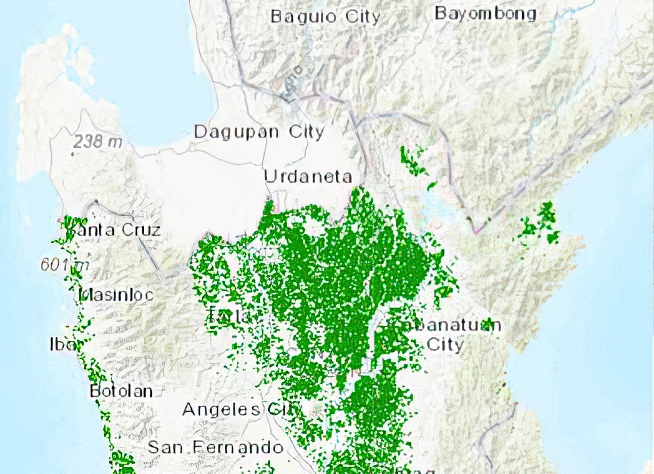 Baguio City
Bayombong
Dagupan City
238 m
Urdaneta
Santa Cruz
601 m
Masinloc
Iba
Cabanatuan
City
Botolan
Angeles City
San Fernando